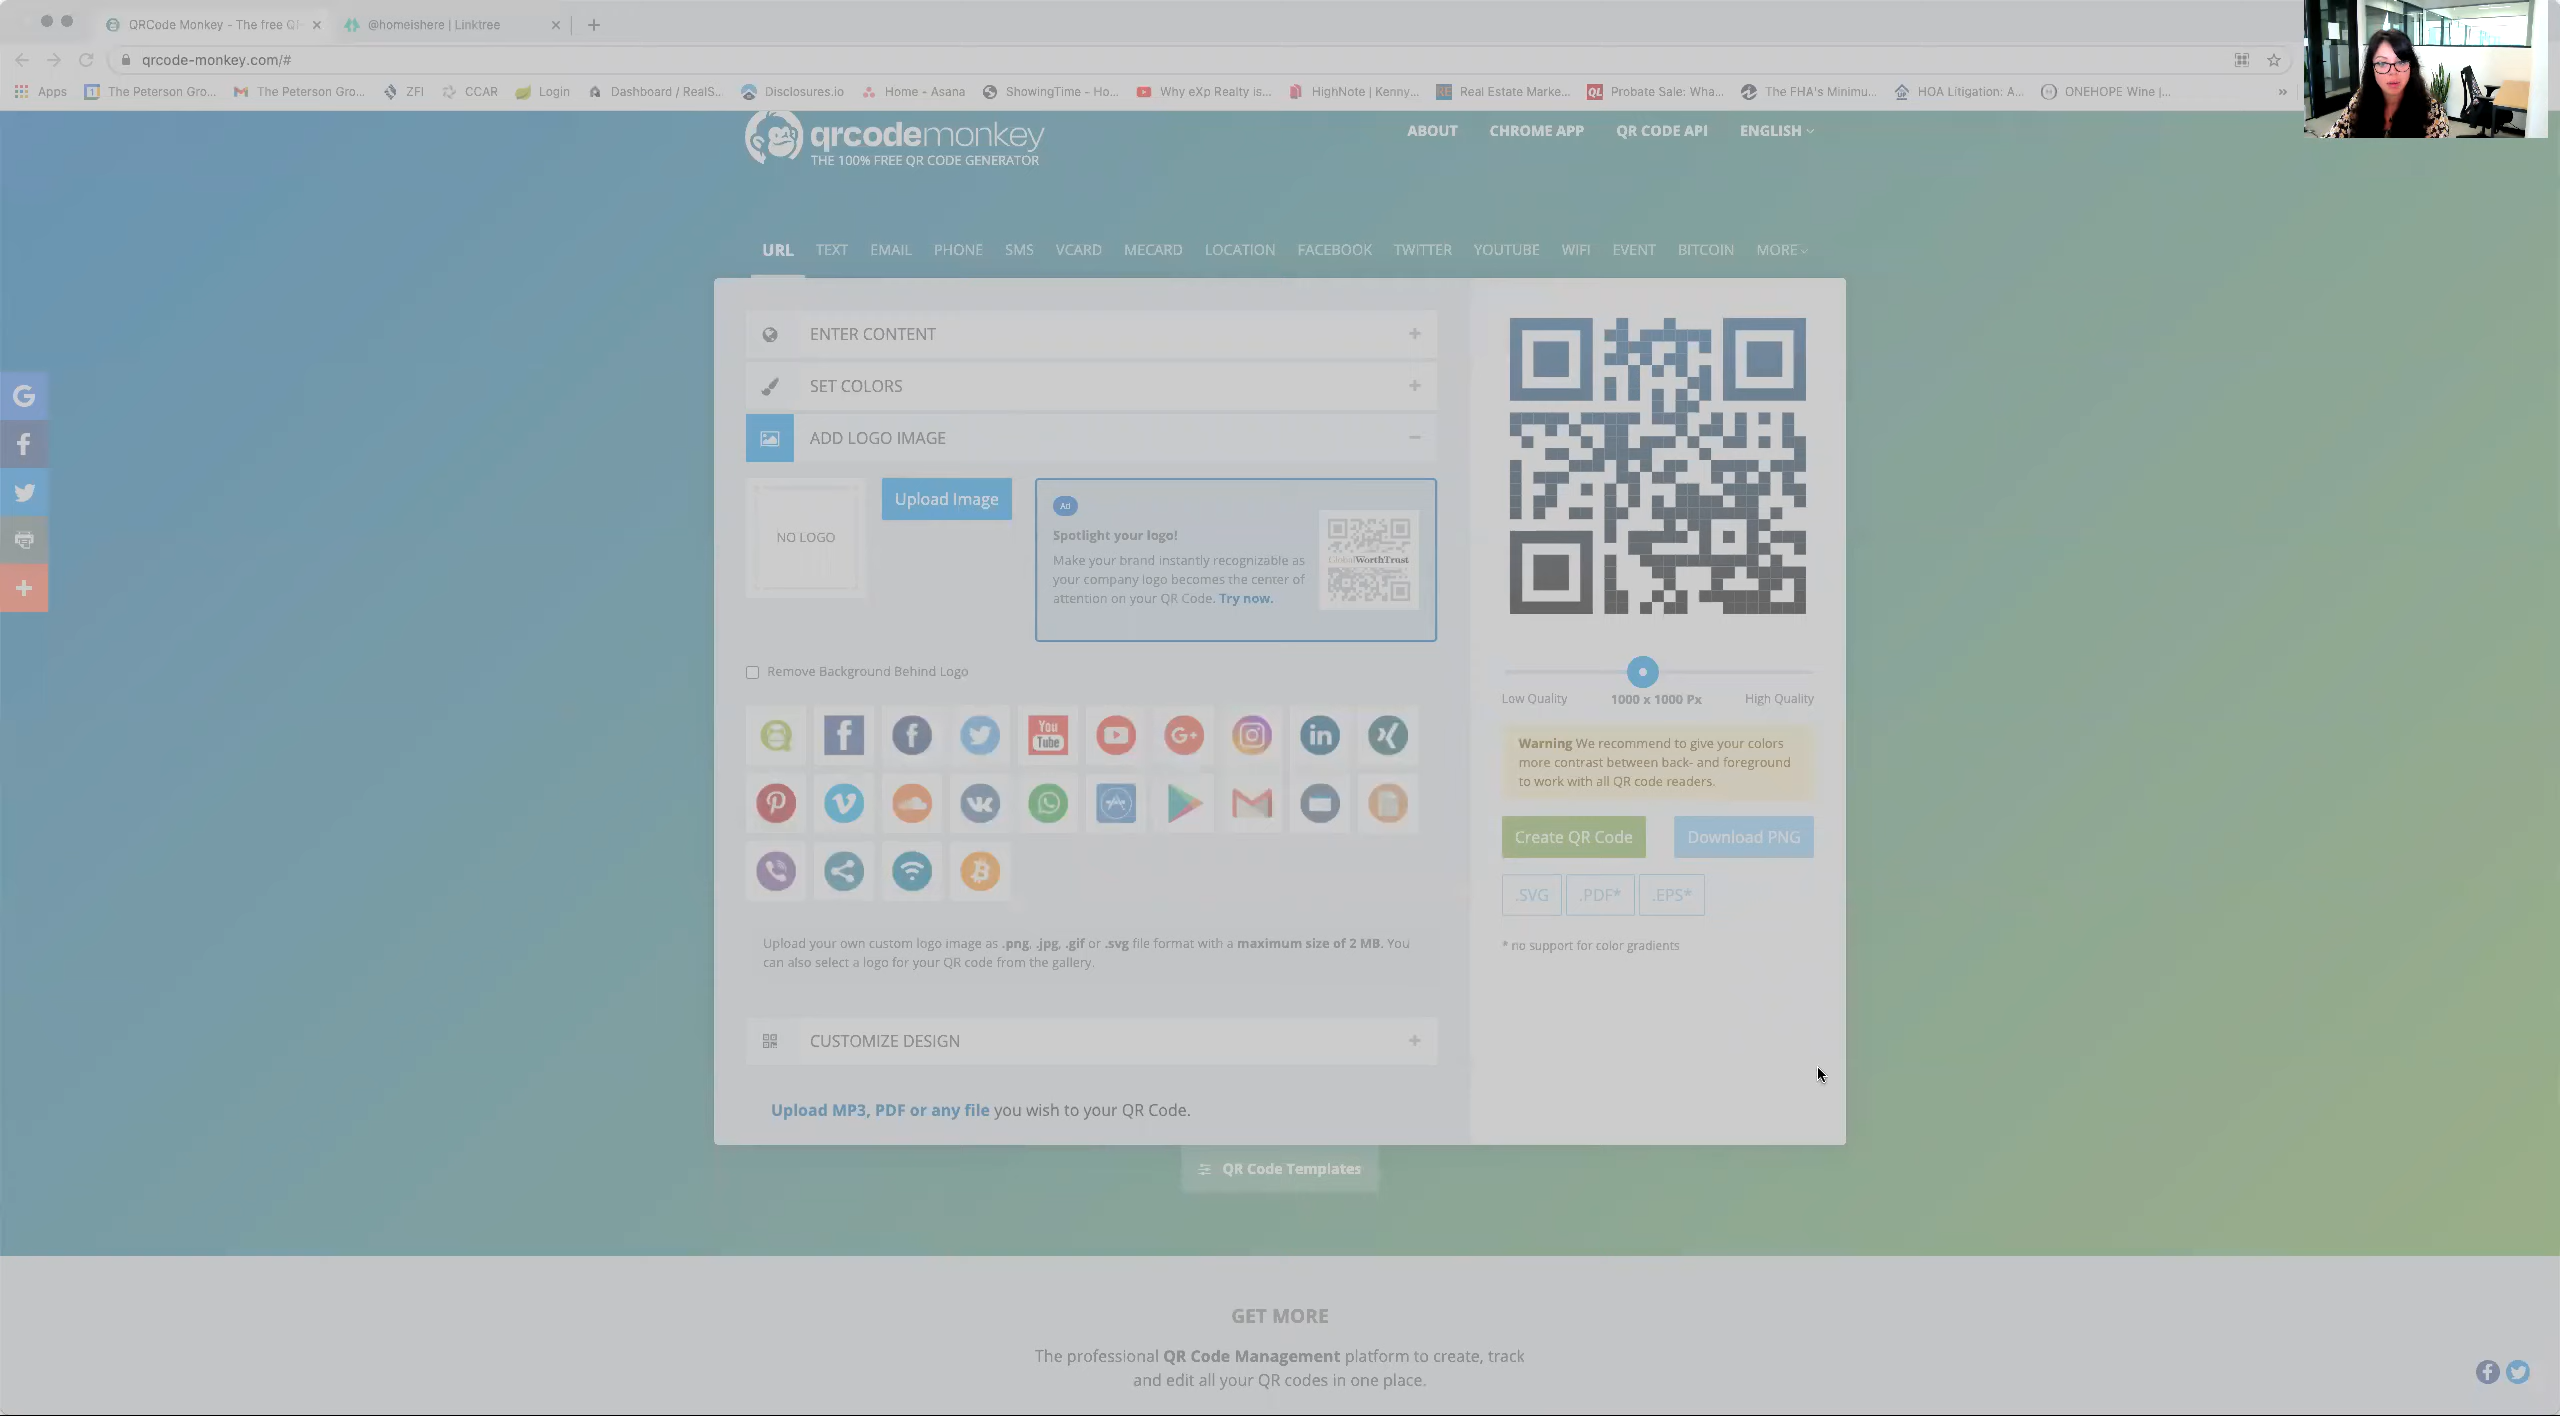 QRCode Monkey - The free QR
@homeishere | Linktree
qrcode-monkey.com/#
Apps
The Peterson Gro...
The Peterson Gro...
ZFI
CCAR
Login
Dashboard / RealS...
Disclosures.io
Home - Asana
ShowingTime - Ho...
Why eXp Realty is...
HighNote | Kenny...
Real Estate Marke...
Probate Sale: Wha...
The FHA's Minimu...
HOA Litigation: A...
ONEHOPE Wine |...
»
qrcodemonkey
THE 100% FREE QR CODE GENERATOR
ABOUT
CHROME APP
QR CODE API
ENGLISH
URL
TEXT
EMAIL
PHONE
SMS
VCARD
MECARD
LOCATION
FACEBOOK
TWITTER
YOUTUBE
WIFI
EVENT
BITCOIN
MORE
ENTER CONTENT
SET COLORS
ADD LOGO IMAGE
NO LOGO
Upload Image
Ad
Spotlight your logo!
Make your brand instantly recognizable as
your company logo becomes the center of
attention on your QR Code. Try now.
GlobalWorthTrust
Remove Background Behind Logo
You
Tube
Upload your own custom logo image as .png, .jpg, .gif or .svg file format with a maximum size of 2 MB. You
can also select a logo for your QR code from the gallery.
CUSTOMIZE DESIGN
Upload MP3, PDF or any file you wish to your QR Code.
Low Quality
1000 x 1000 Px
High Quality
Warning We recommend to give your colors
more contrast between back- and foreground
to work with all QR code readers.
Create QR Code
Download PNG
.SVG
.PDF*
.EPS*
* no support for color gradients
QR Code Templates
GET MORE
The professional QR Code Management platform to create, track
and edit all your QR codes in one place.